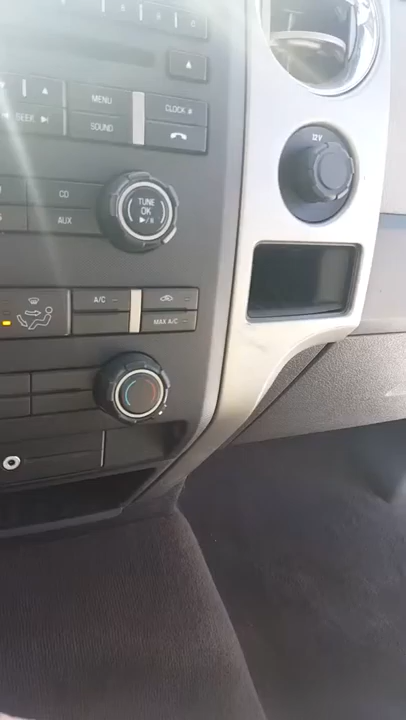 MENU
CLOCK
SEEK
SOUND
12V
CD
TUNE
OK
AUX
A/C
MAX A/C